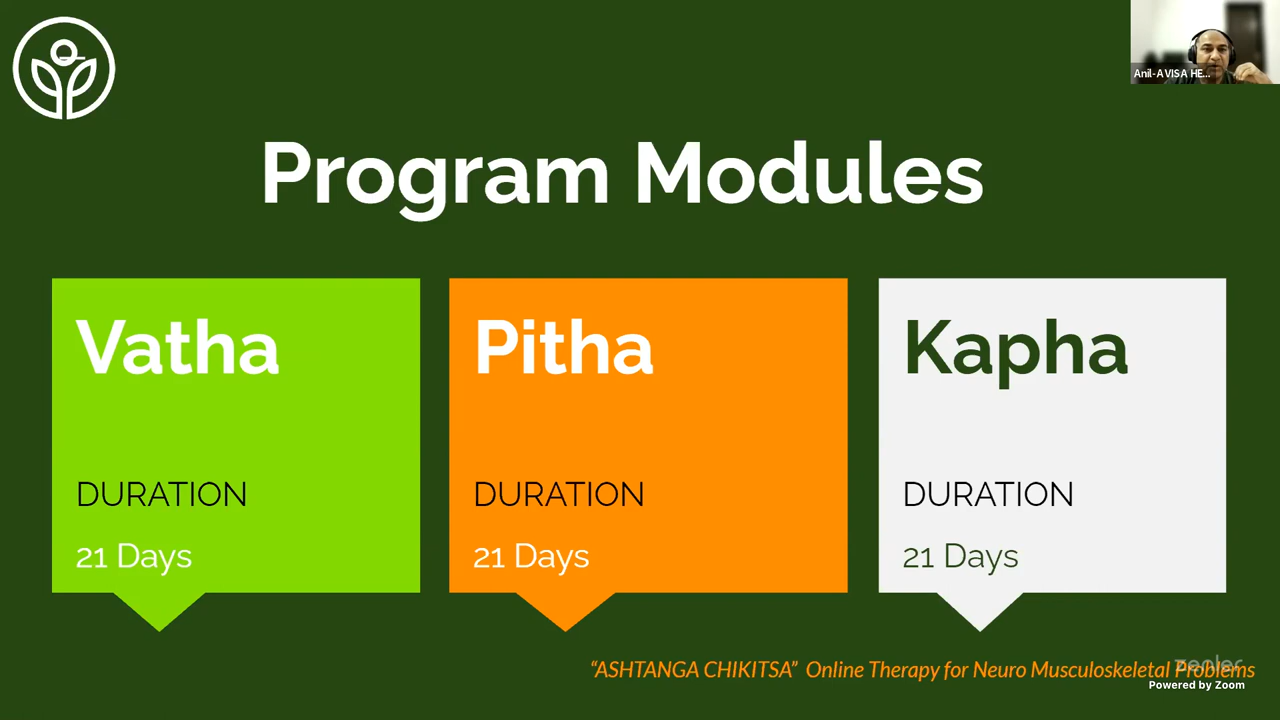 Anil-AVISA HE...
Program Modules
Vatha
DURATION
21 Days
Pitha
DURATION
21 Days
Kapha
DURATION
21 Days
“ASHTANGA CHIKITSA” Online Therapy for Neuro Musculoskeletal Problems
zenler
Powered by Zoom